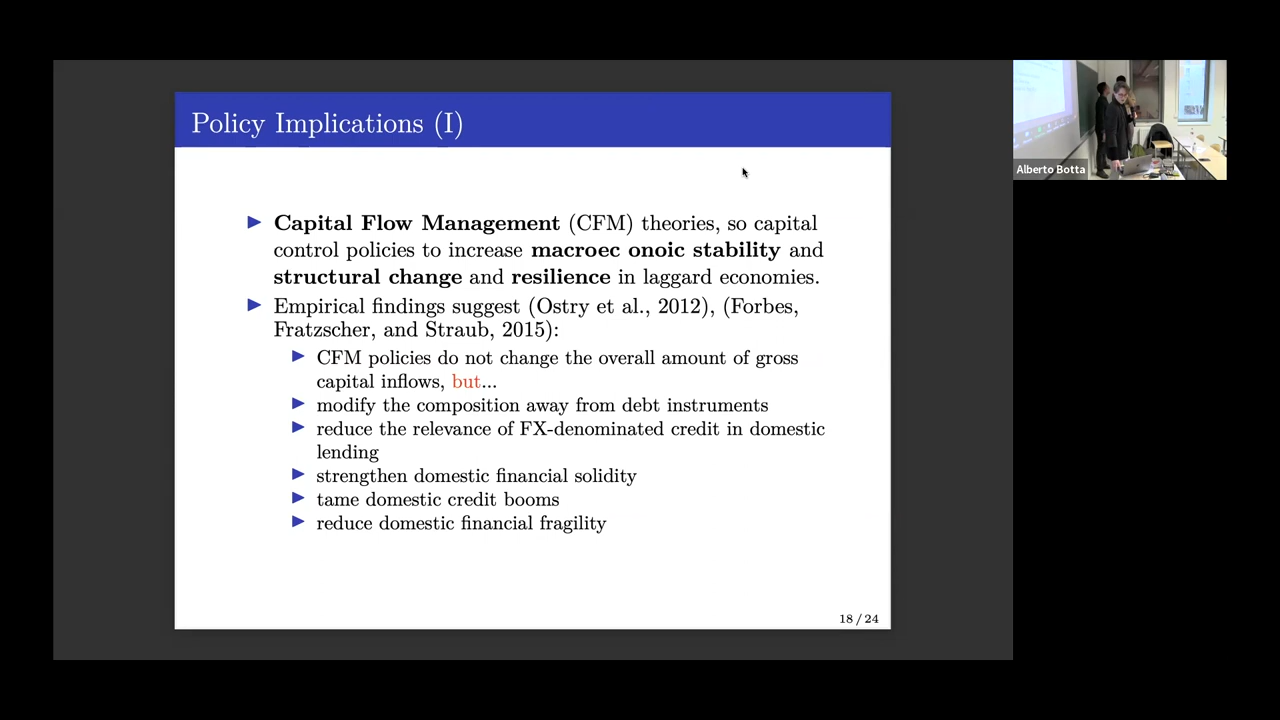 Policy Implications (I)
Capital Flow Management (CFM) theories, so capital
control policies to increase macroec onoic stability and
structural change and resilience in laggard economies.
Empirical findings suggest (Ostry et al., 2012), (Forbes,
Fratzscher, and Straub, 2015):
CFM policies do not change the overall amount of gross
capital inflows, but...
modify the composition away from debt instruments
reduce the relevance of FX-denominated credit in domestic
lending
strengthen domestic financial solidity
tame domestic credit booms
reduce domestic financial fragility
18 / 24
Alberto Botta